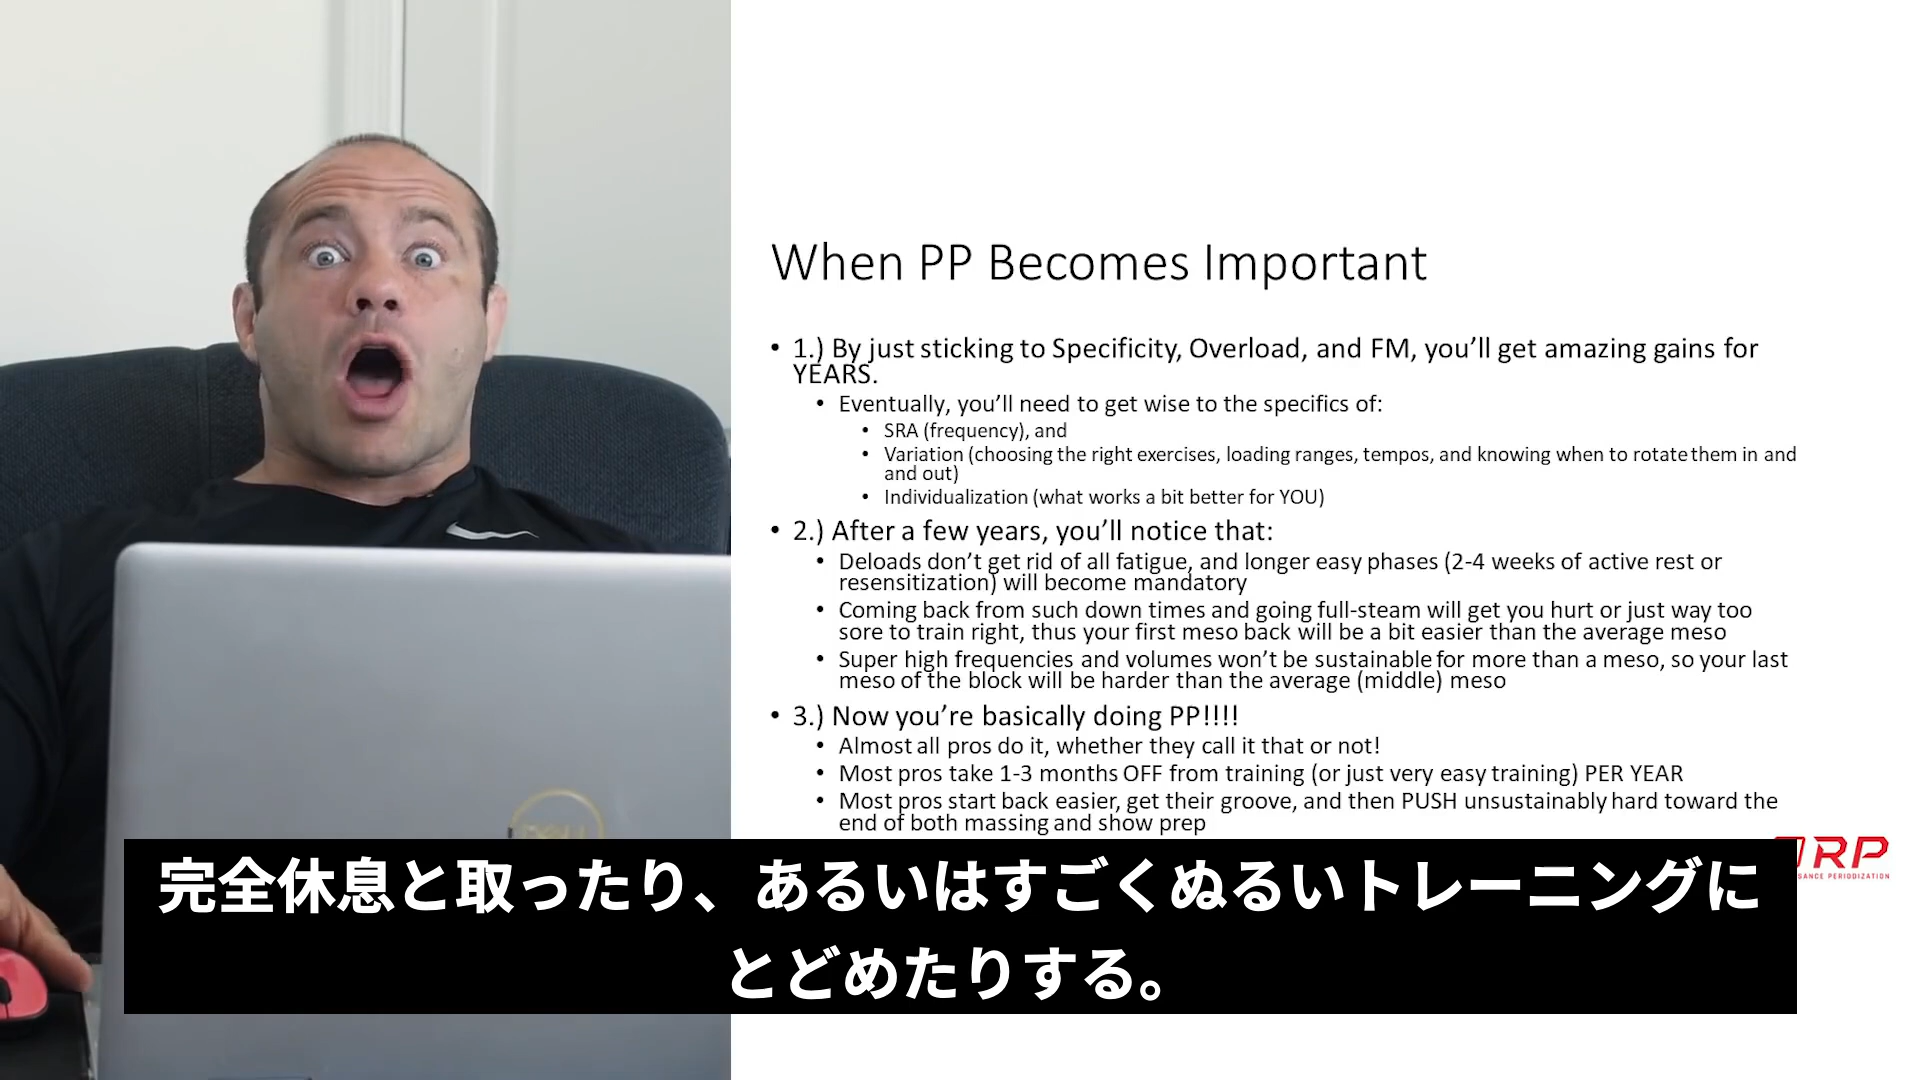 When PP Becomes Important
• 1.) By just sticking to Specificity, Overload, and FM, you’ll get amazing gains for
YEARS.
• Eventually, you’ll need to get wise to the specifics of:
• SRA (frequency), and
• Variation (choosing the right exercises, loading ranges, tempos, and knowing when to rotate them in and
and out)
• Individualization (what works a bit better for YOU)
• 2.) After a few years, you’ll notice that:
• Deloads don’t get rid of all fatigue, and longer easy phases (2-4 weeks of active rest or
resensitization) will become mandatory
• Coming back from such down times and going full-steam will get you hurt or just way too
sore to train right, thus your first meso back will be a bit easier than the average meso
• Super high frequencies and volumes won’t be sustainable for more than a meso, so your last
meso of the block will be harder than the average (middle) meso
• 3.) Now you’re basically doing PP!!!!
• Almost all pros do it, whether they call it that or not!
• Most pros take 1-3 months OFF from training (or just very easy training) PER YEAR
• Most pros start back easier, get their groove, and then PUSH unsustainably hard toward the
end of both massing and show prep
RP
PERIODIZATION
完全休息と取ったり、あるいはすごくぬるいトレーニングに
とどめたりする。